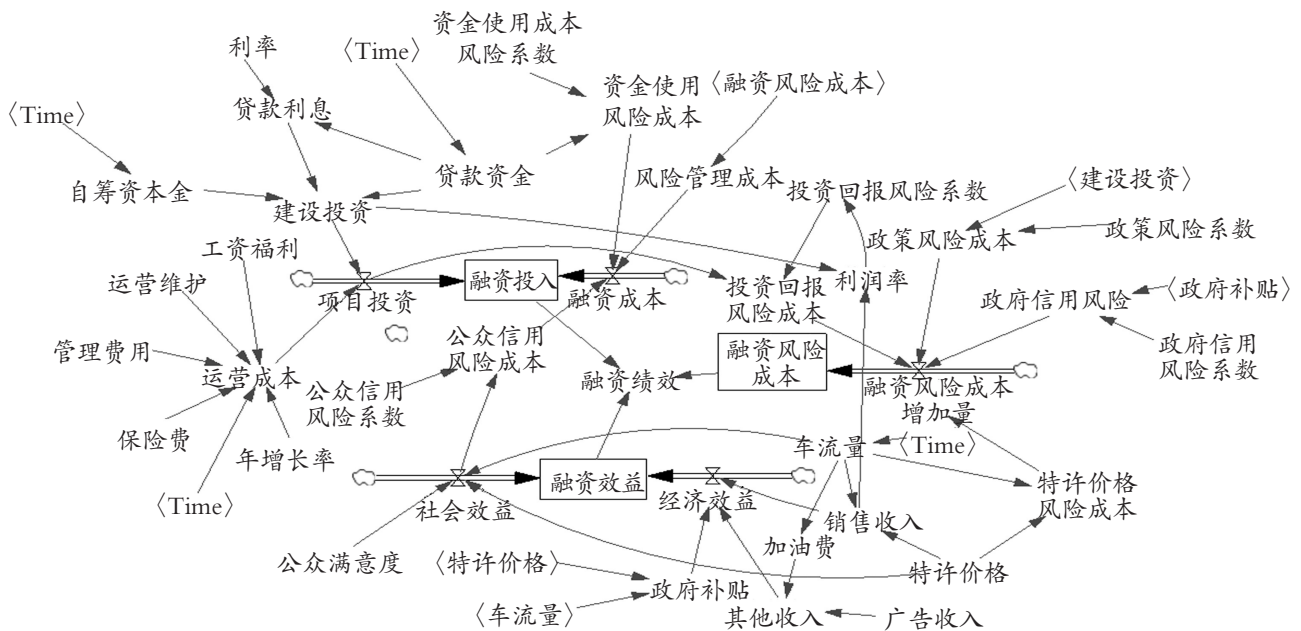 资金使用成本
风险系数
利率
〈Time〉
资金使用
风险成本
〈融资风险成本〉
贷款利息
〈Time〉
贷款资金
风险管理成本
投资回报风险系数
〈建设投资〉
自筹资本金
建设投资
政策风险成本
政策风险系数
工资福利
运营维护
项目投资
融资投入
融资成本
投资回报
风险成本
利润率
政府信用风险
〈政府补贴〉
管理费用
运营成本
公众信用
风险成本
融资风险
成本
政府信用
风险系数
公众信用
风险系数
融资绩效
融资风险成本
增加量
保险费
年增长率
车流量
〈Time〉
〈Time〉
社会效益
融资效益
经济效益
特许价格
风险成本
销售收入
加油费
公众满意度
〈特许价格〉
政府补贴
特许价格
〈车流量〉
其他收入
广告收入